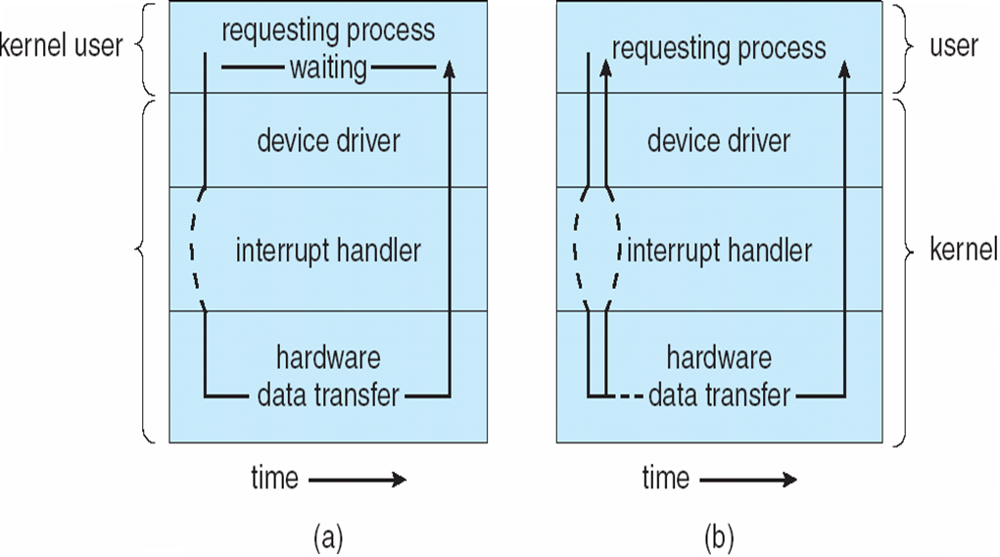 kernel user
requesting process
waiting
device driver
interrupt handler
hardware
data transfer
time
(a)
requesting process
user
device driver
interrupt handler
kernel
hardware
data transfer
time
(b)